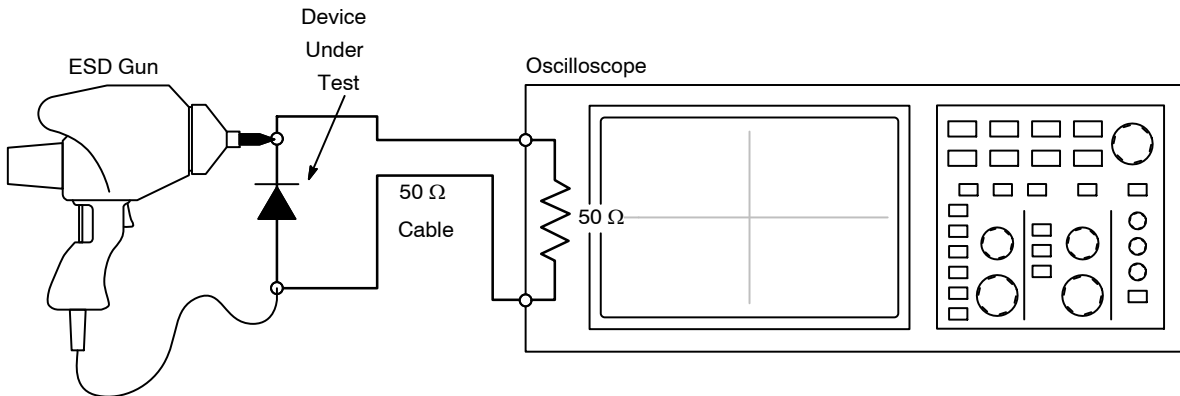 Device
Under
Test
ESD Gun
Oscilloscope
50 Ω
Cable
50 Ω